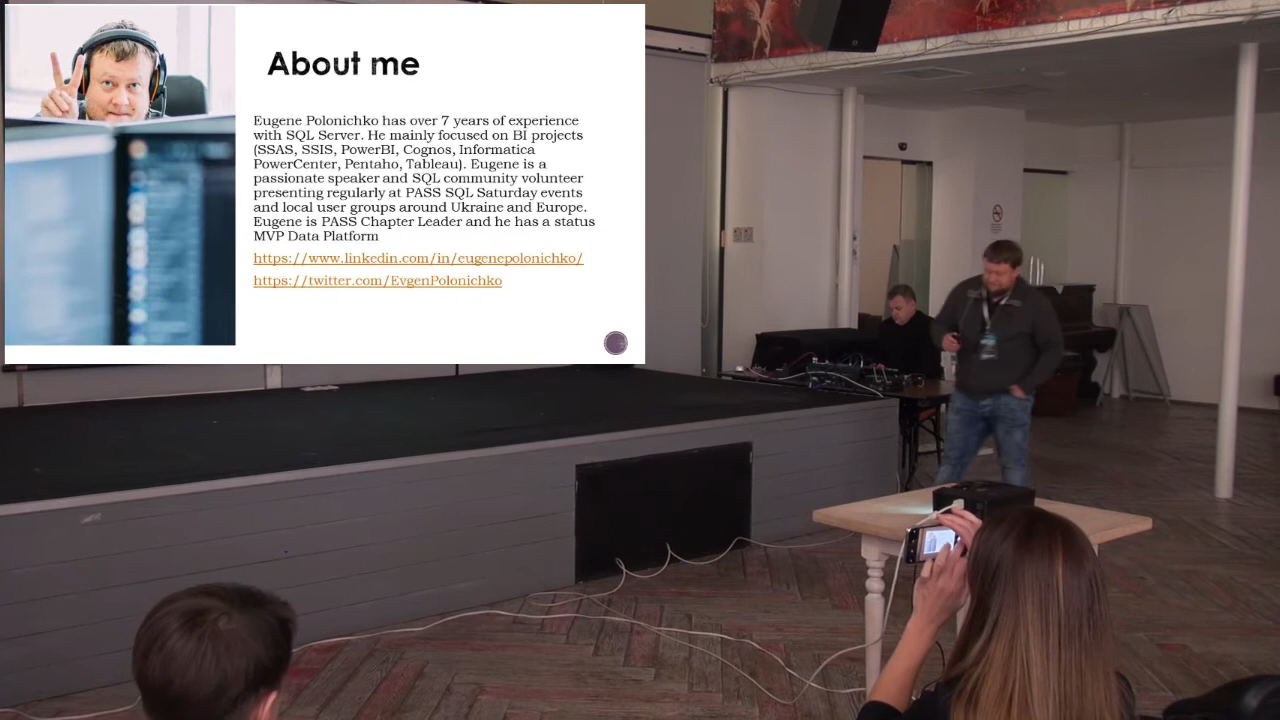 About me
Eugene Polonichko has over 7 years of experience
with SQL Server. He mainly focused on BI projects
(SSAS, SSIS, PowerBI, Cognos, Informatica
PowerCenter, Pentaho, Tableau). Eugene is a
passionate speaker and SQL community volunteer
presenting regularly at PASS SQL Saturday events
and local user groups around Ukraine and Europe.
Eugene is PASS Chapter Leader and he has a status
MVP Data Platform
https://www.linkedin.com/in/eugenepolonichko/
https://twitter.com/EvgenPolonichko